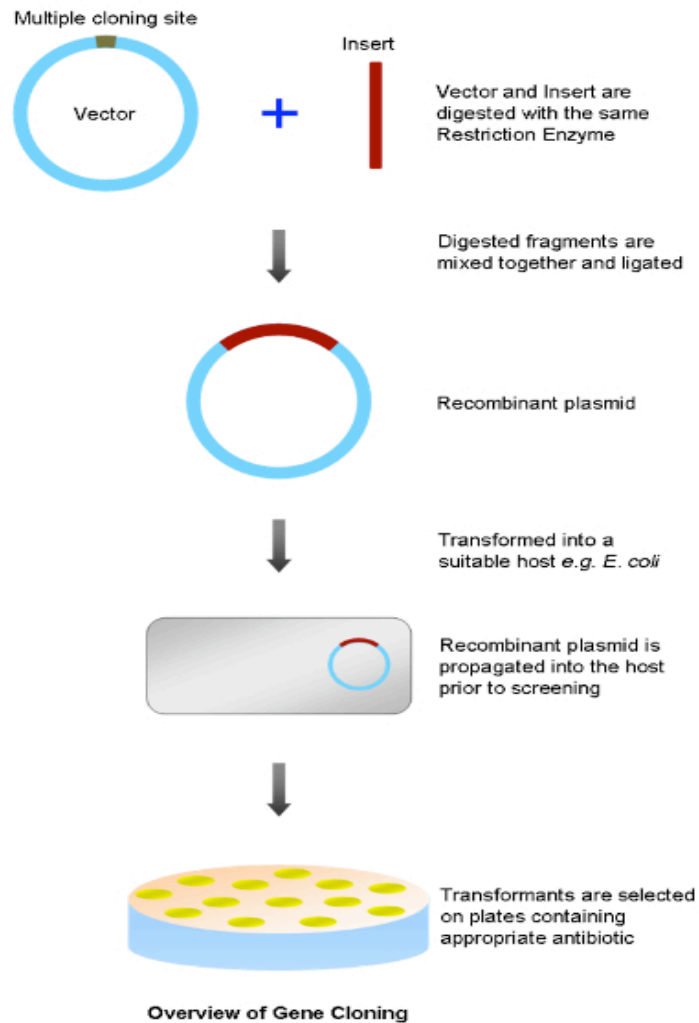 Multiple cloning site
Insert
Vector
Vector and Insert are
digested with the same
Restriction Enzyme
Digested fragments are
mixed together and ligated
Recombinant plasmid
Transformed into a
suitable host e.g. E. coli
Recombinant plasmid is
propagated into the host
prior to screening
Transformants are selected
on plates containing
appropriate antibiotic
Overview of Gene Cloning